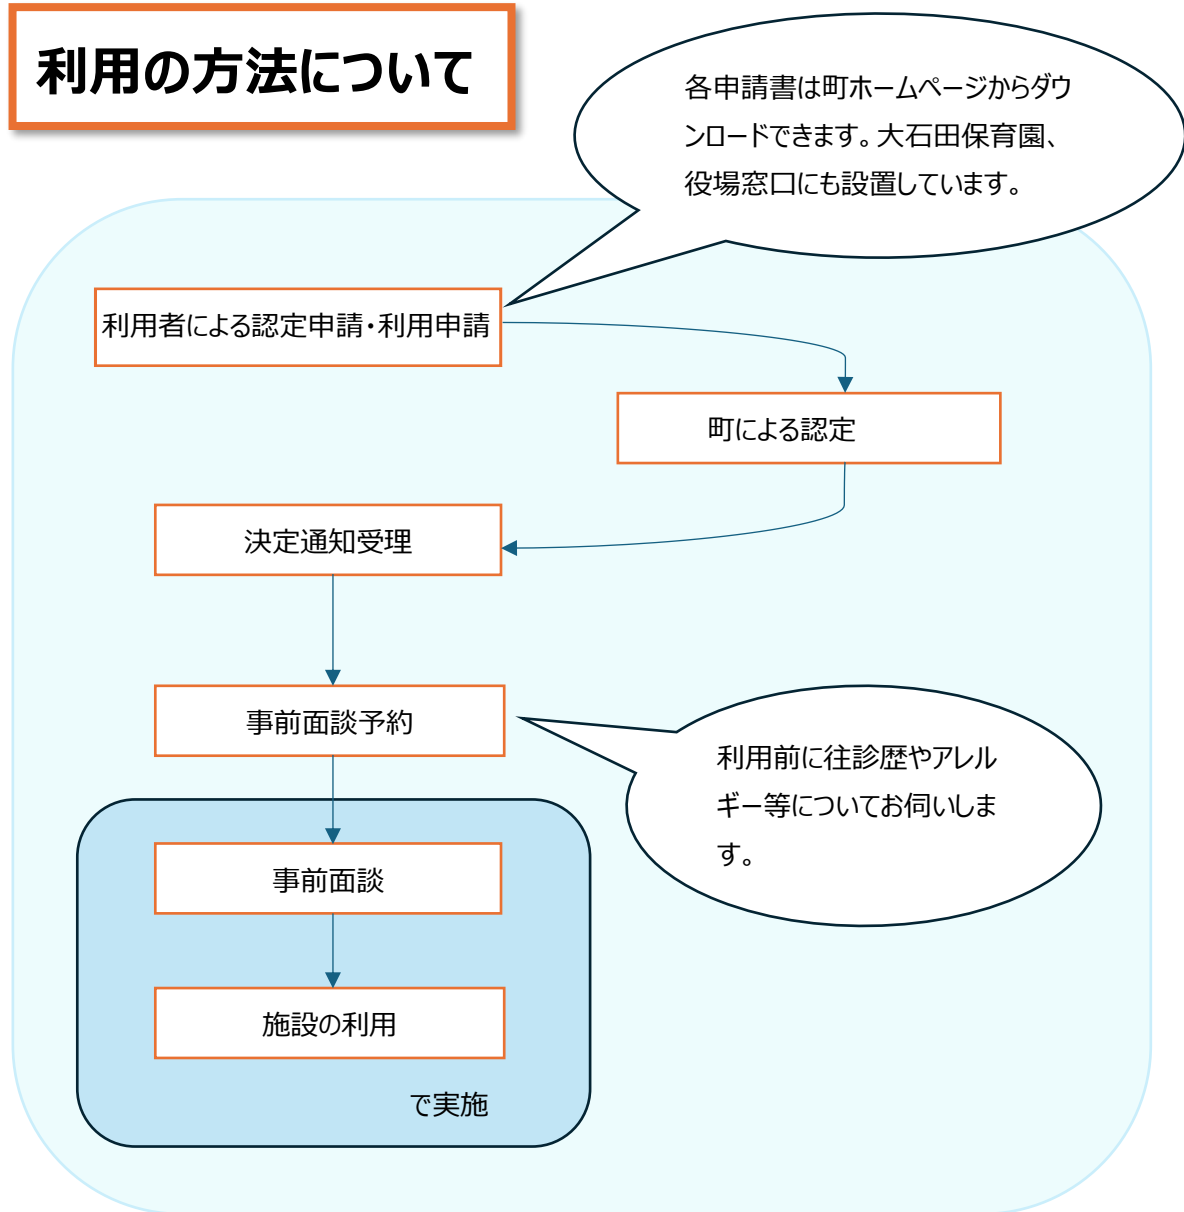 利用の方法について
各申請書は町ホームページからダウ
ンロードできます。大石田保育園、
役場窓口にも設置しています。
利用者による認定申請・利用申請
町による認定
決定通知受理
事前面談予約
利用前に往診歴やアレル
ギー等についてお伺いしま
す。
事前面談
施設の利用
で実施